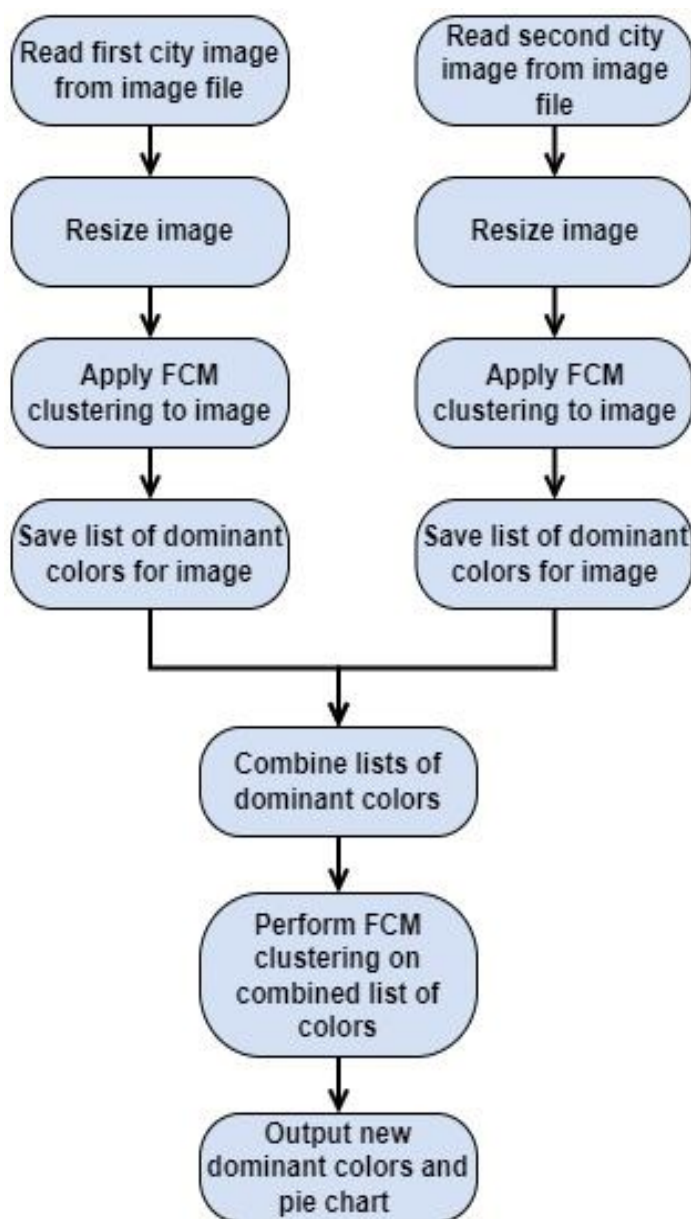 Read first city image
from image file
Resize image
Apply FCM
clustering to image
Save list of dominant
colors for image
Read second city
image from image
file
Resize image
Apply FCM
clustering to image
Save list of dominant
colors for image
Combine lists of
dominant colors
Perform FCM
clustering on
combined list of
colors
Output new
dominant colors and
pie chart